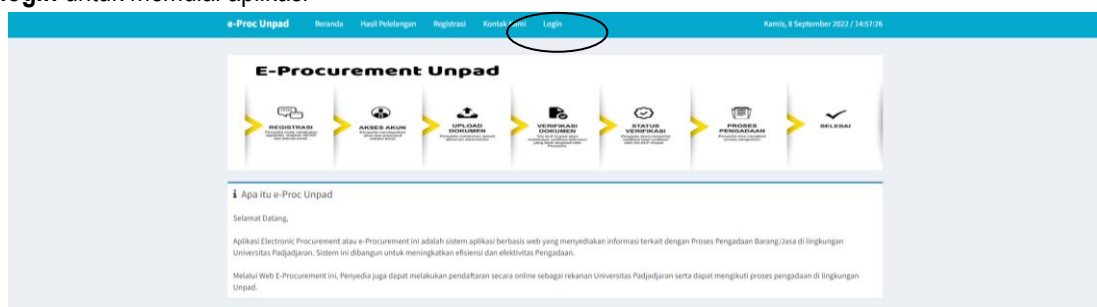 login untuk memulai aplikasi
e-Proc Unpad Beranda Hasil Pelelangan Registrasi Kontak Kami Login Kamis, 8 September 2022 / 14:57:26
E-Procurement Unpad
REGISTRASI
AKSES AKUN
UPLOAD DOKUMEN
VERIFIKASI DOKUMEN
STATUS VERIFIKASI
PROSES PENGADAAN
SELESAI
i Apa itu e-Proc Unpad
Selamat Datang,
Aplikasi Electronic Procurement atau e-Procurement ini adalah sistem aplikasi berbasis web yang menyediakan informasi terkait dengan Proses Pengadaan Barang/Jasa di lingkungan
Universitas Padjadjaran. Sistem ini dibangun untuk meningkatkan efisiensi dan efektivitas Pengadaan.
Melalui Web E-Procurement ini, Penyedia juga dapat melakukan pendaftaran secara online sebagai rekanan Universitas Padjadjaran serta dapat mengikuti proses pengadaan di lingkungan
Unpad.